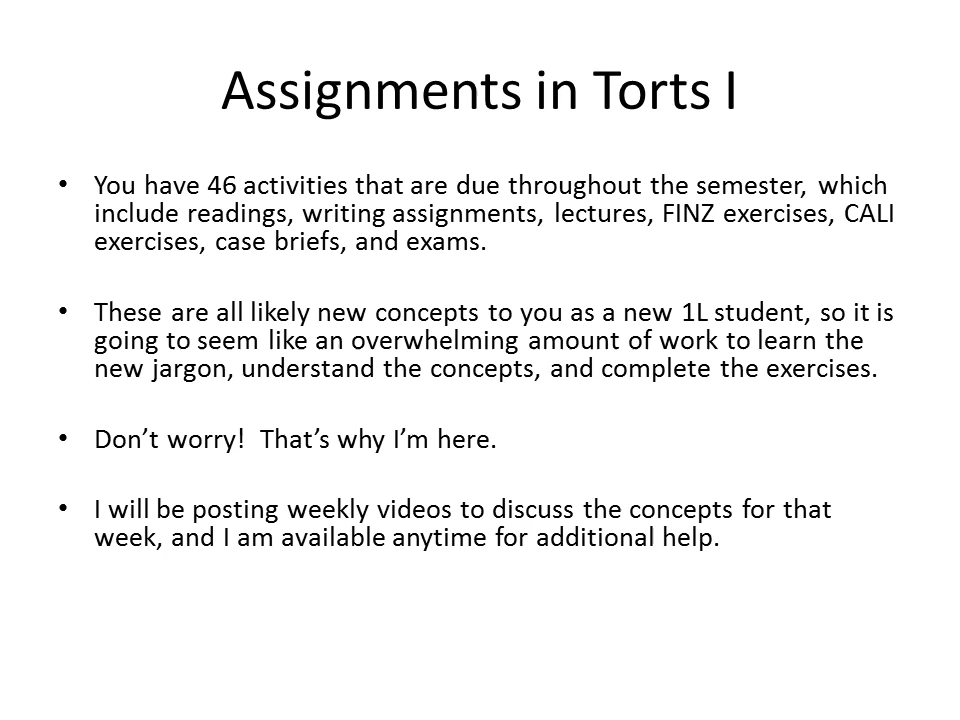 Assignments in Torts I
• You have 46 activities that are due throughout the semester, which
include readings, writing assignments, lectures, FINZ exercises, CALI
exercises, case briefs, and exams.
• These are all likely new concepts to you as a new 1L student, so it is
going to seem like an overwhelming amount of work to learn the
new jargon, understand the concepts, and complete the exercises.
• Don’t worry!  That’s why I’m here.
• I will be posting weekly videos to discuss the concepts for that
week, and I am available anytime for additional help.